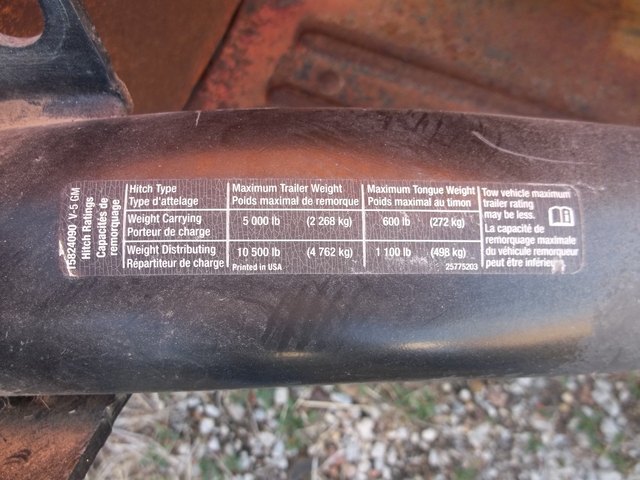 15824090 V-5 GM
Hitch Ratings
Capacités de
remorquage
Hitch Type
Type d'attelage
Maximum Trailer Weight
Poids maximal de remorque
Maximum Tongue Weight
Poids maximal au timon
Weight Carrying
Porteur de charge
5 000 lb (2 268 kg)
600 lb (272 kg)
Weight Distributing
Répartiteur de charge
10 500 lb (4 762 kg)
Printed in USA
1 100 lb (498 kg)
25775203
Tow vehicle maximum
trailer rating
may be less.
La capacité de
remorquage maximale
du véhicule remorqueur
peut être inférieure